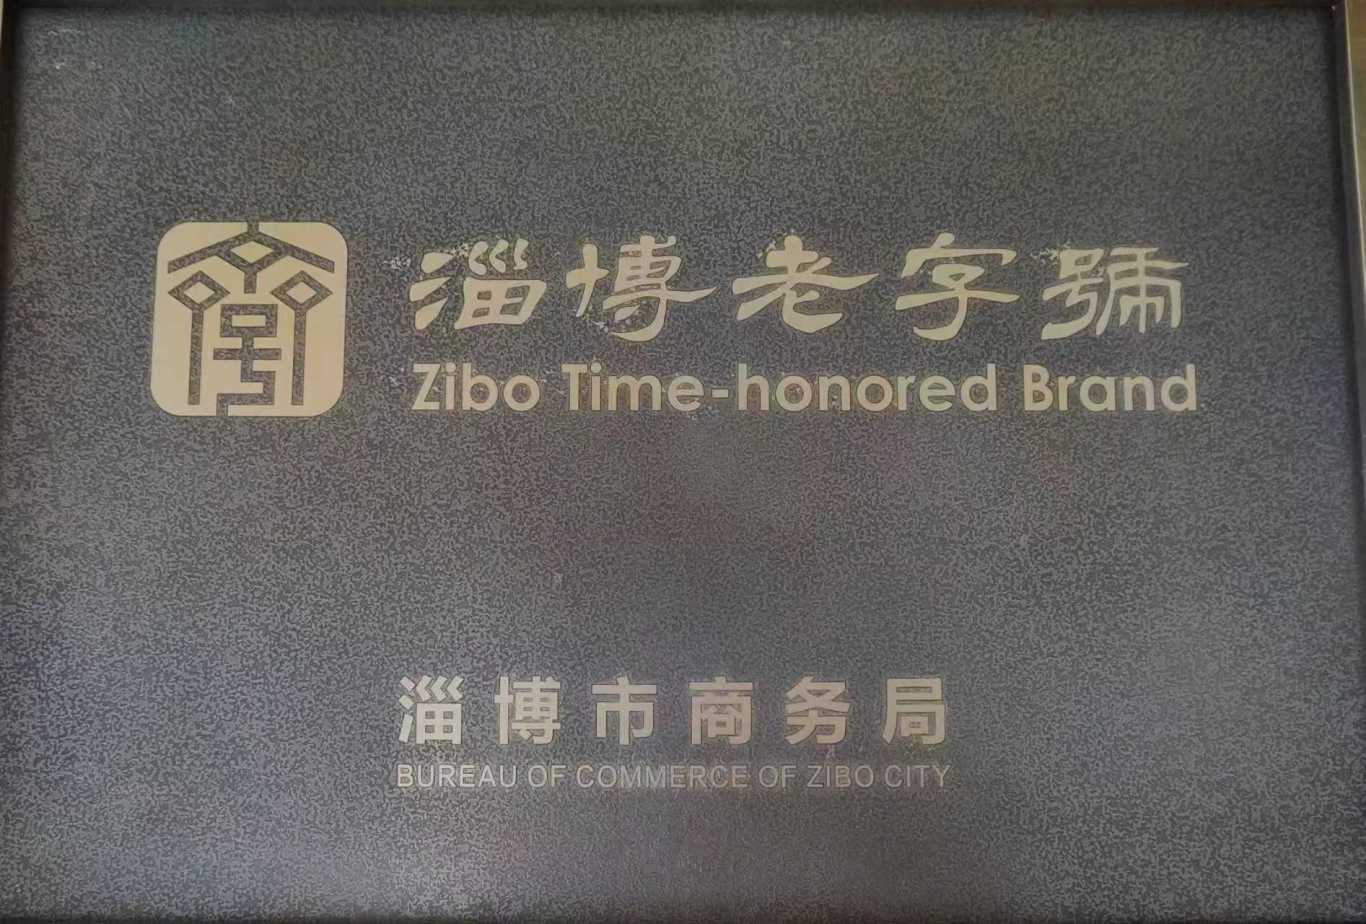 淄博老字號
Zibo Time-honored Brand
淄博市商务局
BUREAU OF COMMERCE OF ZIBO CITY